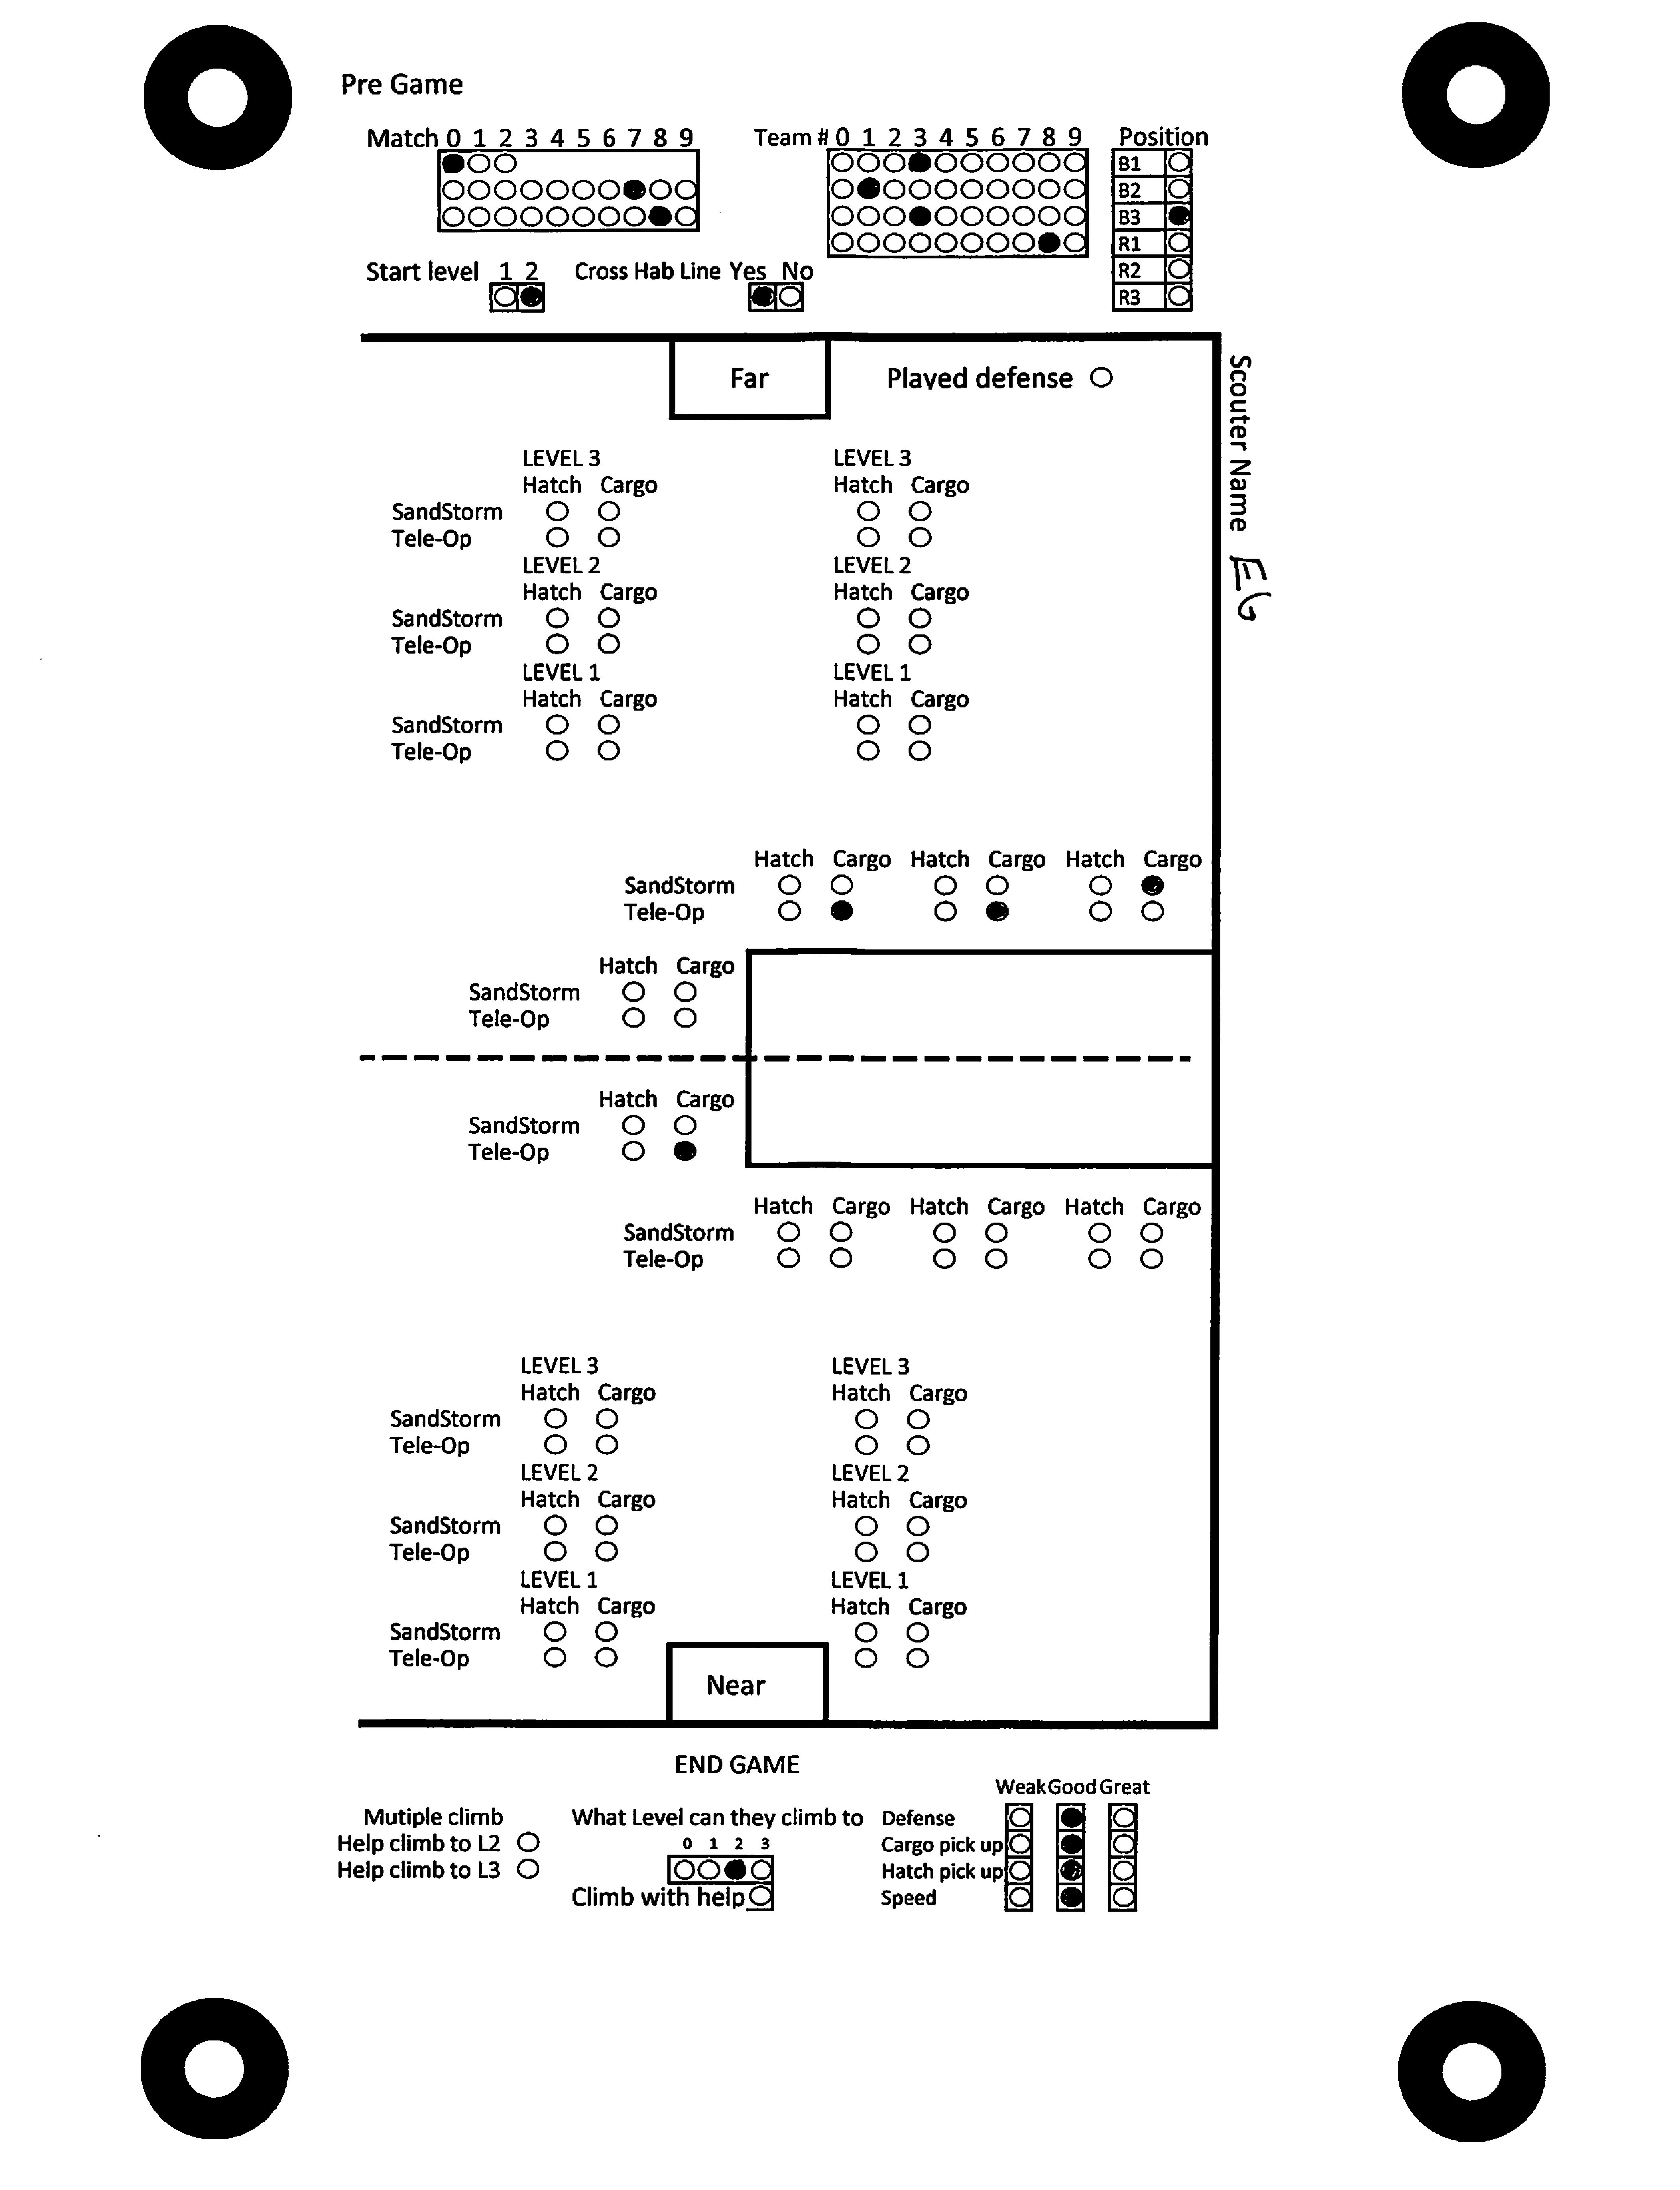 Pre Game
Match 0 1 2 3 4 5 6 7 8 9
Team # 0 1 2 3 4 5 6 7 8 9
Position
B1
B2
B3
R1
R2
R3
Start level 1 2
Cross Hab Line Yes No
Far
Played defense
Scouter Name EG
LEVEL 3 LEVEL 3
Hatch Cargo Hatch Cargo
SandStorm
Tele-Op
LEVEL 2 LEVEL 2
Hatch Cargo Hatch Cargo
SandStorm
Tele-Op
LEVEL 1 LEVEL 1
Hatch Cargo Hatch Cargo
SandStorm
Tele-Op
Hatch Cargo Hatch Cargo Hatch Cargo
SandStorm
Tele-Op
Hatch Cargo
SandStorm
Tele-Op
Hatch Cargo
SandStorm
Tele-Op
Hatch Cargo Hatch Cargo Hatch Cargo
SandStorm
Tele-Op
LEVEL 3 LEVEL 3
Hatch Cargo Hatch Cargo
SandStorm
Tele-Op
LEVEL 2 LEVEL 2
Hatch Cargo Hatch Cargo
SandStorm
Tele-Op
LEVEL 1 LEVEL 1
Hatch Cargo Hatch Cargo
SandStorm
Tele-Op
Near
END GAME
Mutiple climb
Help climb to L2
Help climb to L3
What Level can they climb to
0 1 2 3
Climb with help
Weak Good Great
Defense
Cargo pick up
Hatch pick up
Speed